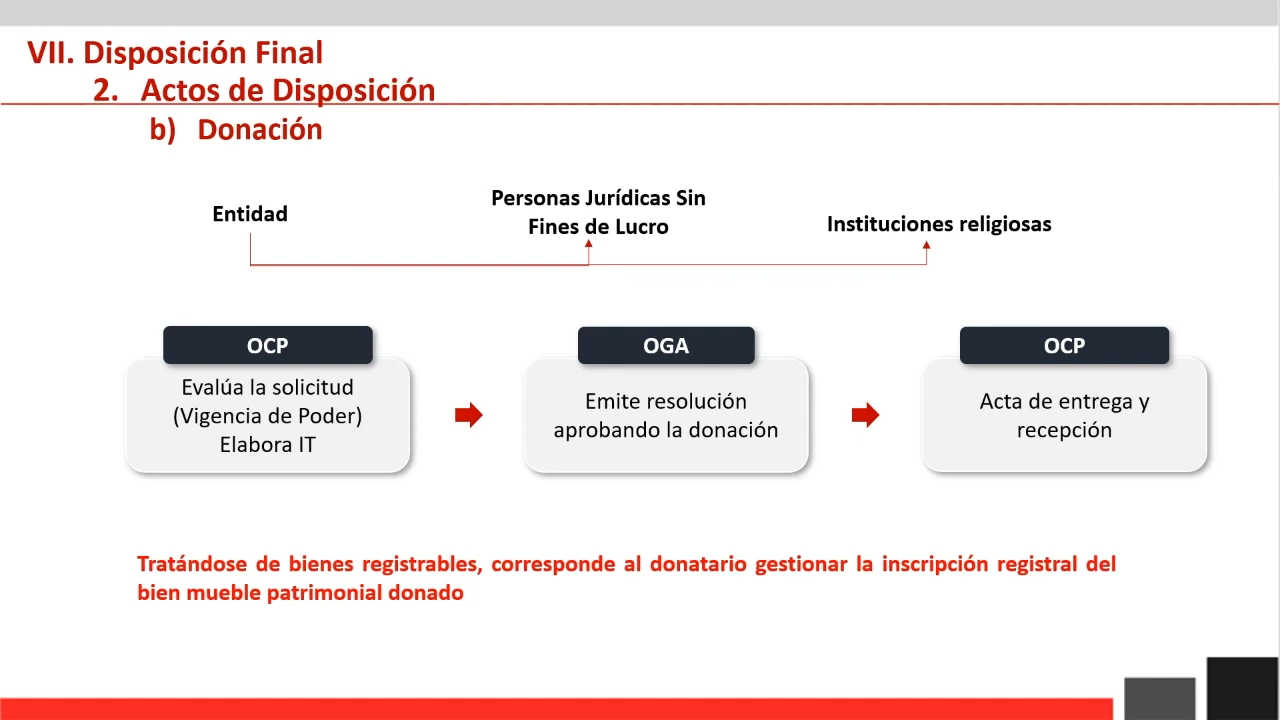 VII. Disposición Final
2. Actos de Disposición
b) Donación
Entidad
Personas Jurídicas Sin
Fines de Lucro
Instituciones religiosas
OCP
Evalúa la solicitud
(Vigencia de Poder)
Elabora IT
OGA
Emite resolución
aprobando la donación
OCP
Acta de entrega y
recepción
Tratándose de bienes registrables, corresponde al donatario gestionar la inscripción registral del
bien mueble patrimonial donado